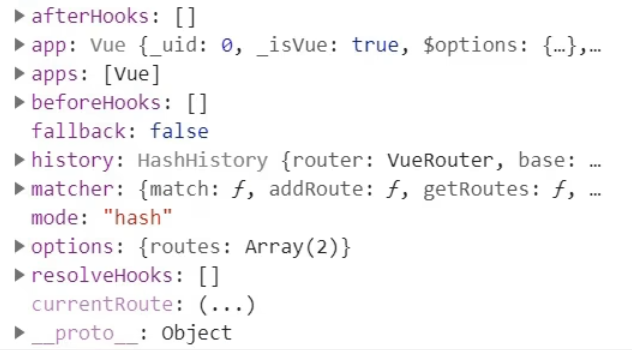 afterHooks: []
app: Vue {_uid: 0, _isVue: true, $options: {…},…
apps: [Vue]
beforeHooks: []
fallback: false
history: HashHistory {router: VueRouter, base: …
matcher: {match: ƒ, addRoute: ƒ, getRoutes: ƒ, …
mode: "hash"
options: {routes: Array(2)}
resolveHooks: []
currentRoute: (...)
__proto__: Object